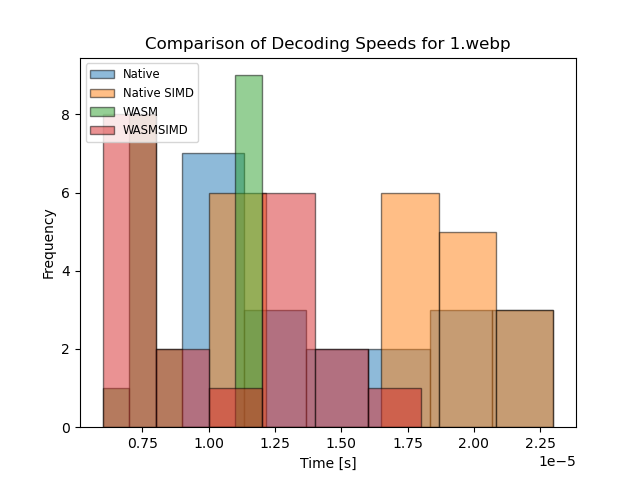 Comparison of Decoding Speeds for 1.webp
Native
Native SIMD
WASM
WASMSIMD
Frequency
8
6
4
2
0
0.75 1.00 1.25 1.50 1.75 2.00 2.25
1e−5
Time [s]